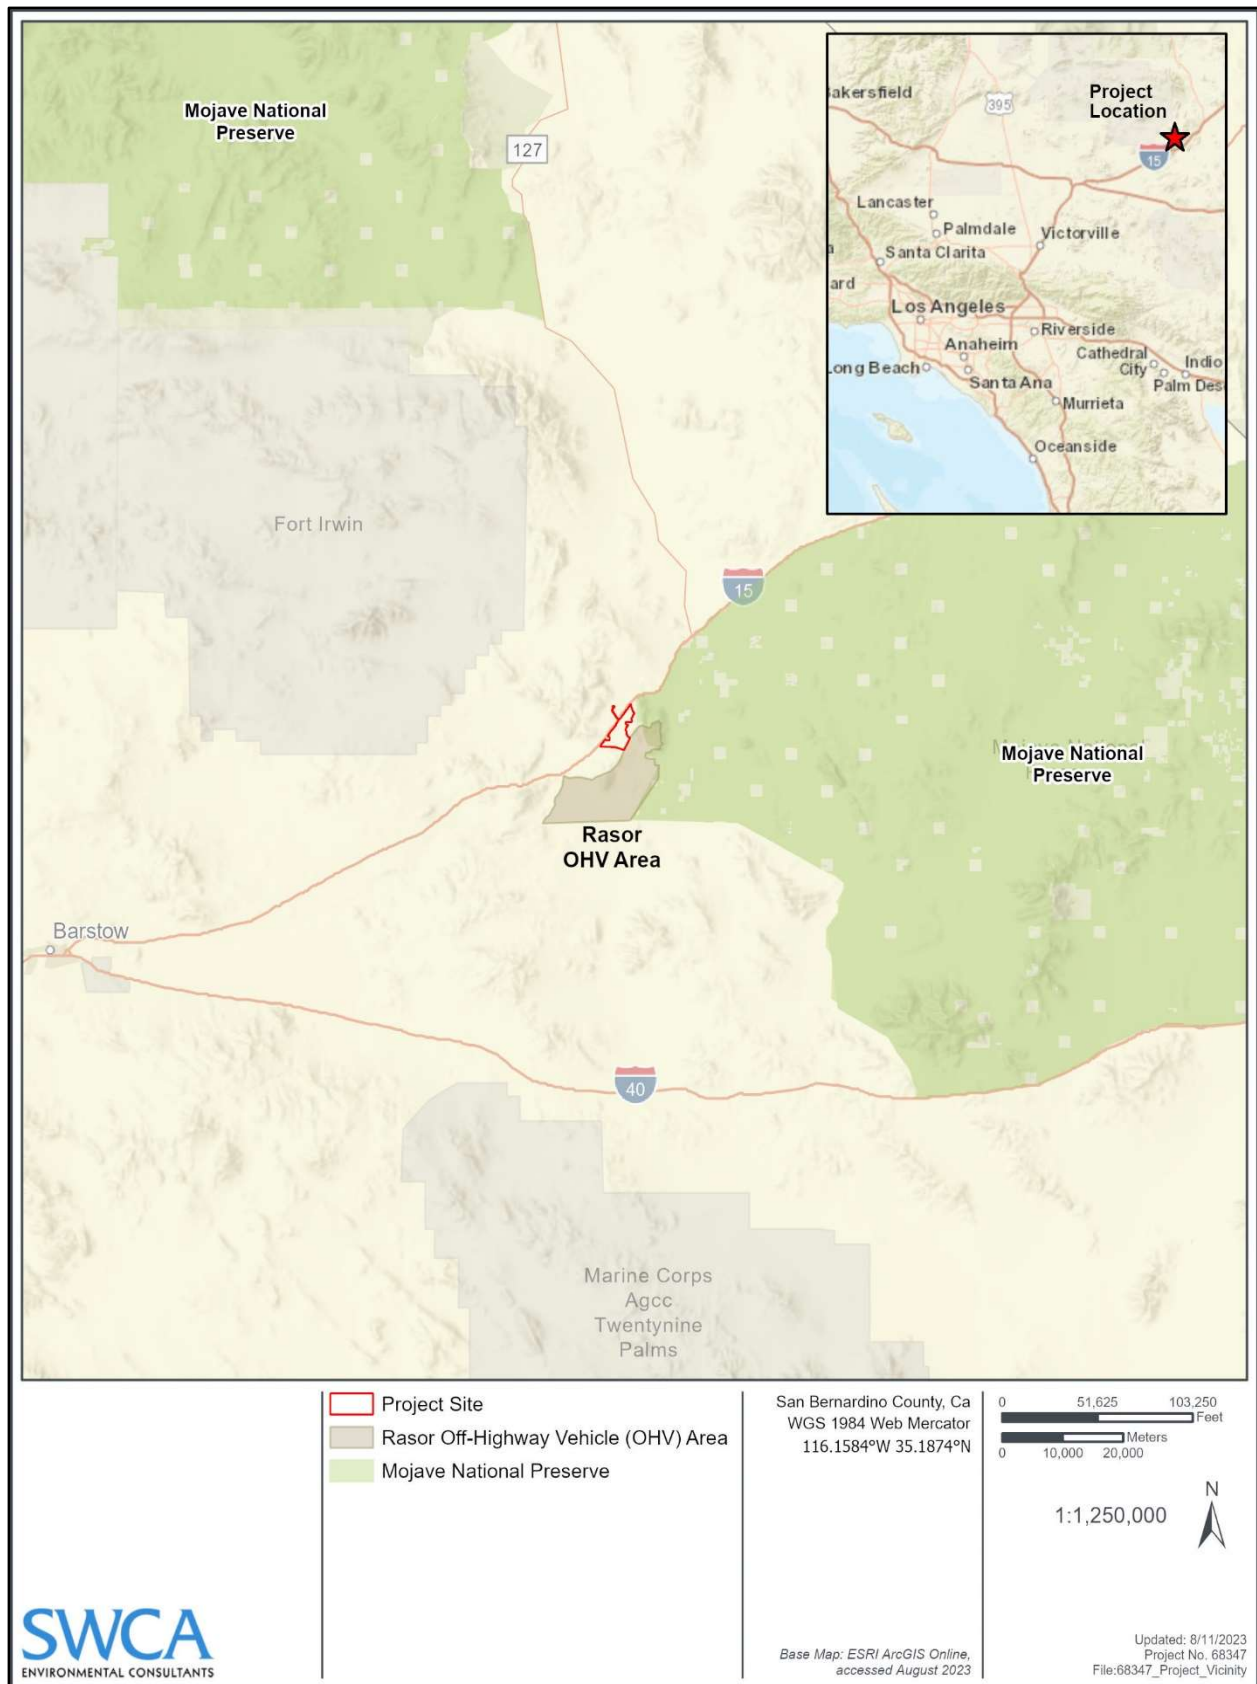 Mojave National
Preserve
127
Fort Irwin
15
Mojave National
Preserve
Rasor
OHV Area
Barstow
40
Marine Corps
Agcc
Twentynine
Palms
395
Project
Location
15
Lancaster
Palmdale
Victorville
Santa Clarita
Los Angeles
Riverside
Anaheim
Cathedral
City
Indio
Long Beach
Santa Ana
Palm Des
Murrieta
Oceanside
Project Site
Rasor Off-Highway Vehicle (OHV) Area
Mojave National Preserve
San Bernardino County, Ca
WGS 1984 Web Mercator
116.1584°W 35.1874°N
0 51,625 103,250
Feet
Meters
0 10,000 20,000
1:1,250,000
N
SWCA
ENVIRONMENTAL CONSULTANTS
Base Map: ESRI ArcGIS Online,
accessed August 2023
Updated: 8/11/2023
Project No. 68347
File:68347_Project_Vicinity